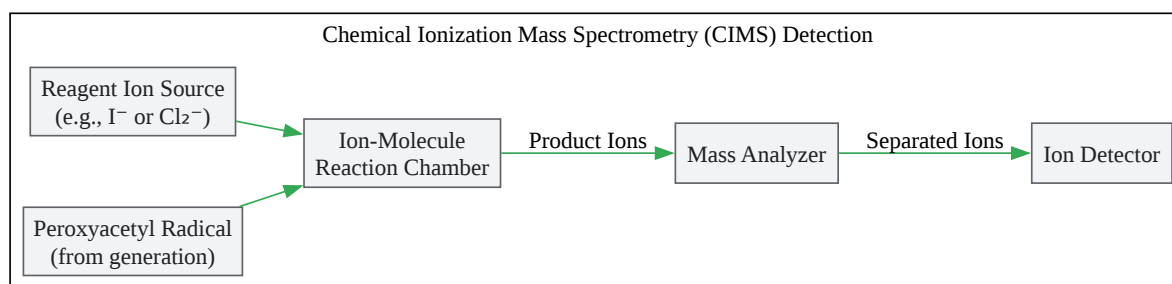 Chemical Ionization Mass Spectrometry (CIMS) Detection
Reagent Ion Source
(e.g., I⁻ or Cl₂⁻)
Peroxyacetyl Radical
(from generation)
Ion-Molecule
Reaction Chamber
Product Ions
Mass Analyzer
Separated Ions
Ion Detector